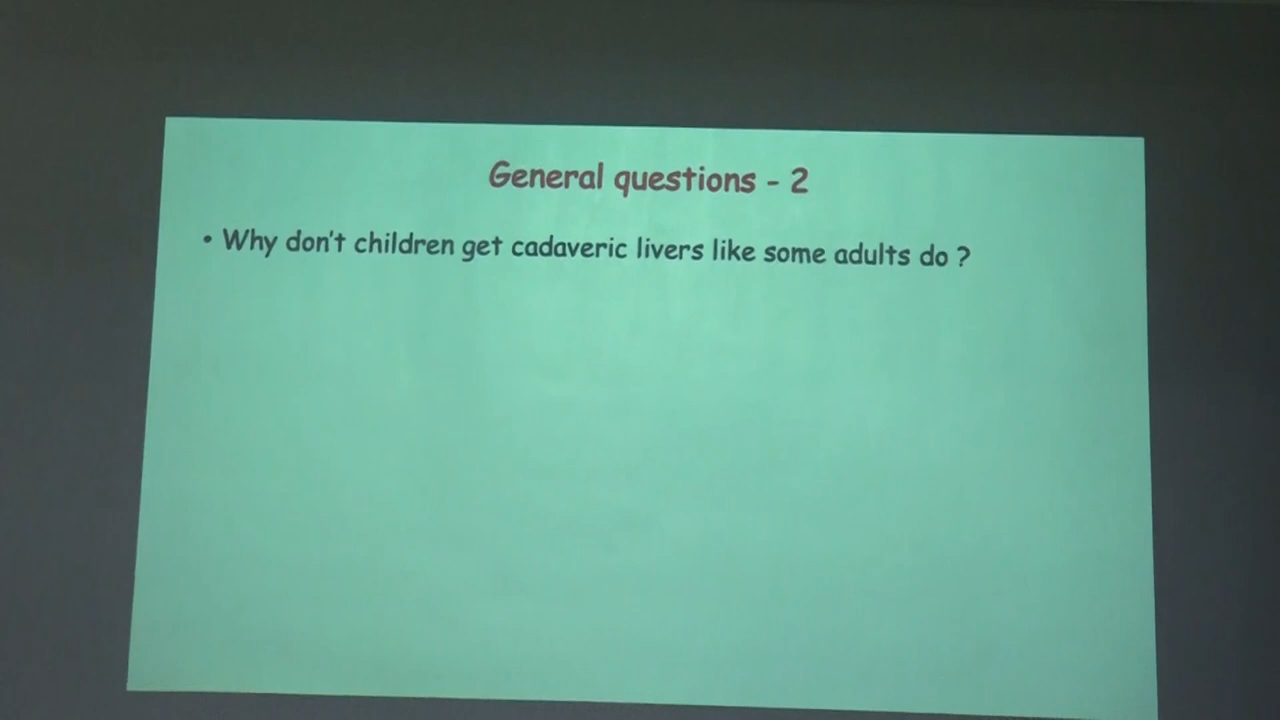 General questions - 2
• Why don't children get cadaveric livers like some adults do ?